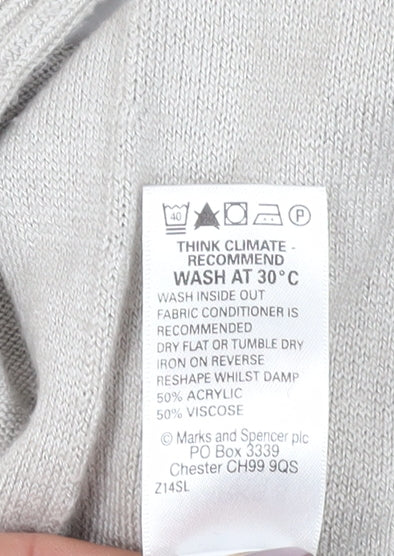 40 P
THINK CLIMATE -
RECOMMEND
WASH AT 30°C
WASH INSIDE OUT
FABRIC CONDITIONER IS
RECOMMENDED
DRY FLAT OR TUMBLE DRY
IRON ON REVERSE
RESHAPE WHILST DAMP
50% ACRYLIC
50% VISCOSE
© Marks and Spencer plc
PO Box 3339
Chester CH99 9QS
Z14SL